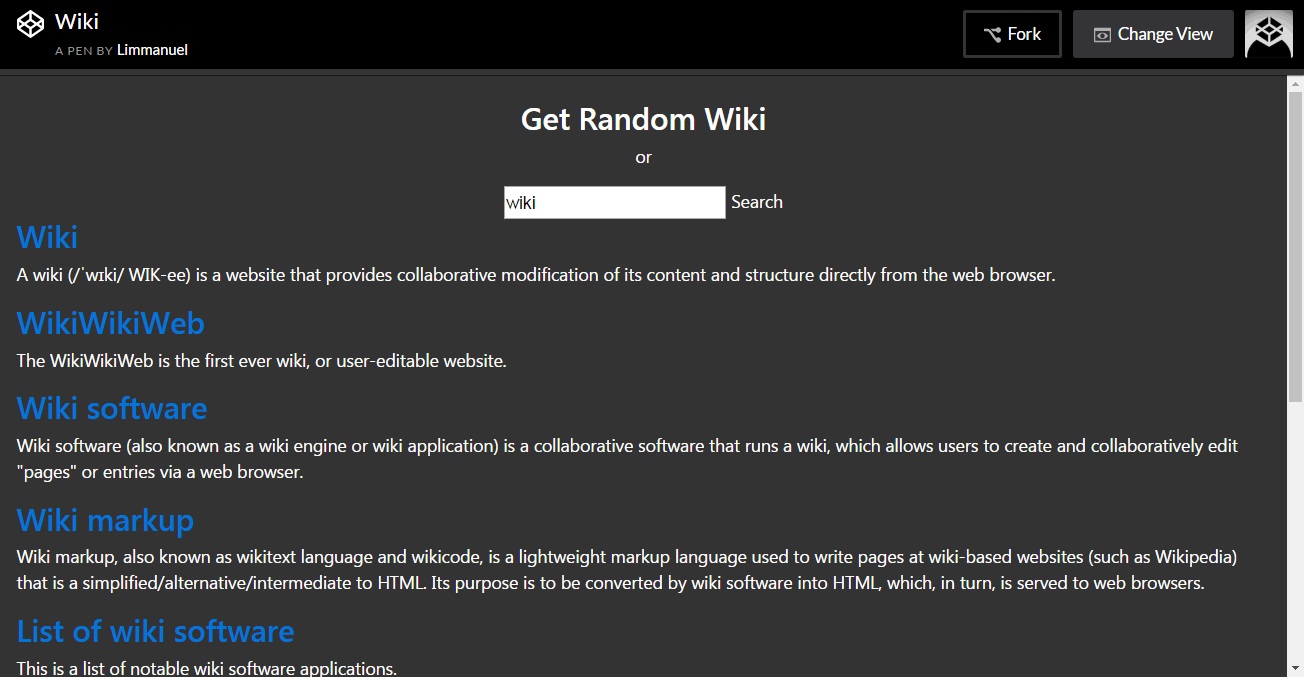 Wiki
A PEN BY Limmanuel
Fork
Change View
Get Random Wiki
or
wiki
Search
Wiki
A wiki (/ˈwɪki/ WIK-ee) is a website that provides collaborative modification of its content and structure directly from the web browser.
WikiWikiWeb
The WikiWikiWeb is the first ever wiki, or user-editable website.
Wiki software
Wiki software (also known as a wiki engine or wiki application) is a collaborative software that runs a wiki, which allows users to create and collaboratively edit
"pages" or entries via a web browser.
Wiki markup
Wiki markup, also known as wikitext language and wikicode, is a lightweight markup language used to write pages at wiki-based websites (such as Wikipedia)
that is a simplified/alternative/intermediate to HTML. Its purpose is to be converted by wiki software into HTML, which, in turn, is served to web browsers.
List of wiki software
This is a list of notable wiki software applications.